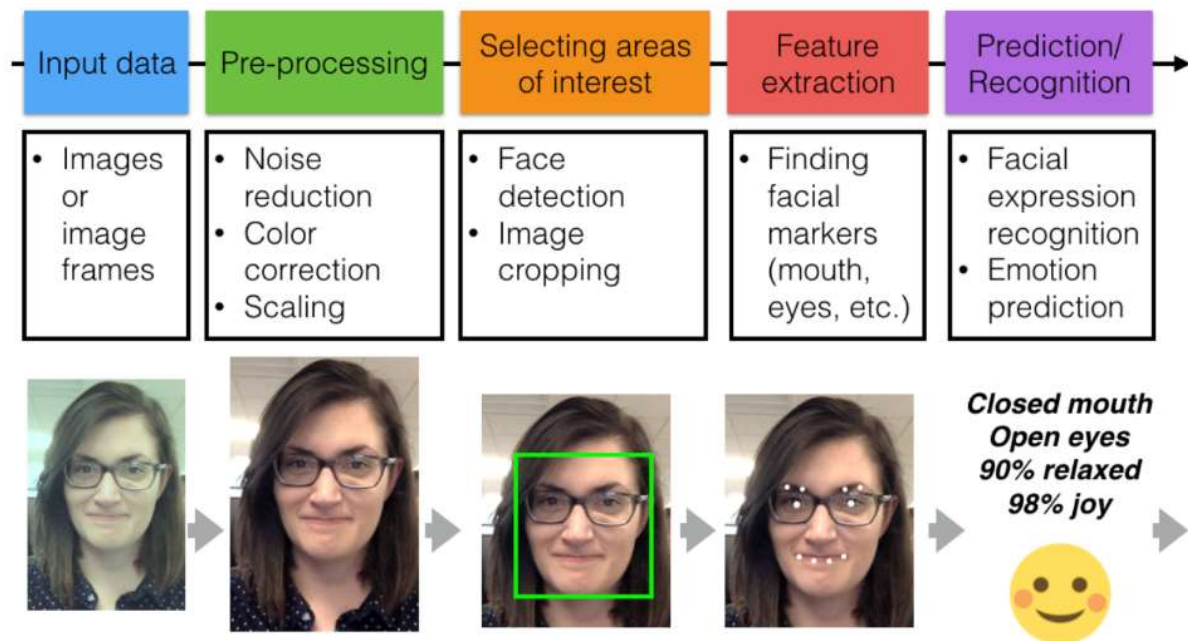 Input data
Pre-processing
Selecting areas
of interest
Feature
extraction
Prediction/
Recognition
• Images
or
image
frames
• Noise
reduction
• Color
correction
• Scaling
• Face
detection
• Image
cropping
• Finding
facial
markers
(mouth,
eyes, etc.)
• Facial
expression
recognition
• Emotion
prediction
Closed mouth
Open eyes
90% relaxed
98% joy